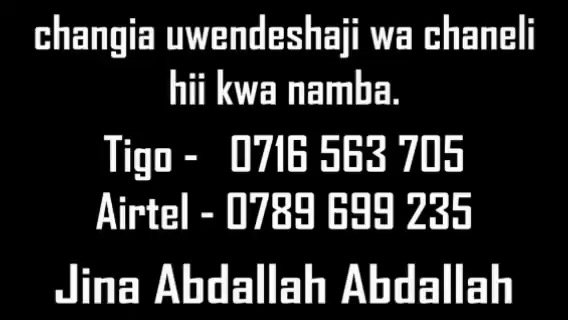 changia uwendeshaji wa chaneli
hii kwa namba.
Tigo - 0716 563 705
Airtel - 0789 699 235
Jina Abdallah Abdallah